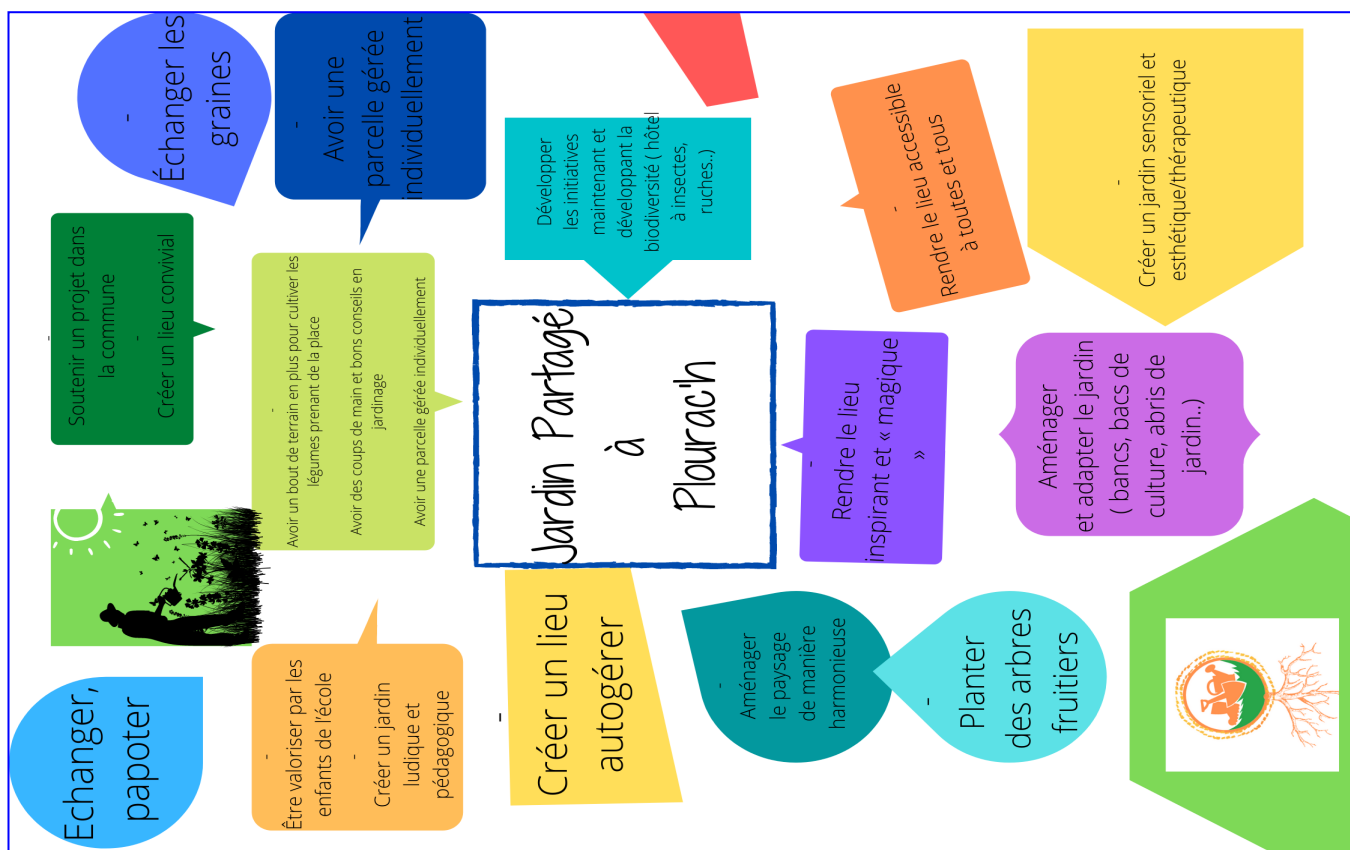 Echanger,
papoter
-
Soutenir un projet dans
la commune
-
Créer un lieu convivial
-
Échanger les
graines
-
Être valoriser par les
enfants de l'école
-
Créer un jardin
ludique et
pédagogique
-
Avoir un bout de terrain en plus pour cultiver les
légumes prenant de la place
-
Avoir des coups de main et bons conseils en
jardinage
-
Avoir une parcelle gérée individuellement
-
Avoir une
parcelle gérée
individuellement
-
Créer un lieu
autogérer
Jardin Partagé
à
Plourac'h
-
Développer
les initiatives
maintenant et
développant la
biodiversité ( hôtel
à insectes,
ruches..)
-
Aménager
le paysage
de manière
harmonieuse
-
Rendre le lieu
inspirant et « magique
»
-
Rendre le lieu accessible
à toutes et tous
-
Planter
des arbres
fruitiers
Aménager
et adapter le jardin
( bancs, bacs de
culture, abris de
jardin..)
-
Créer un jardin sensoriel et
esthétique/thérapeutique